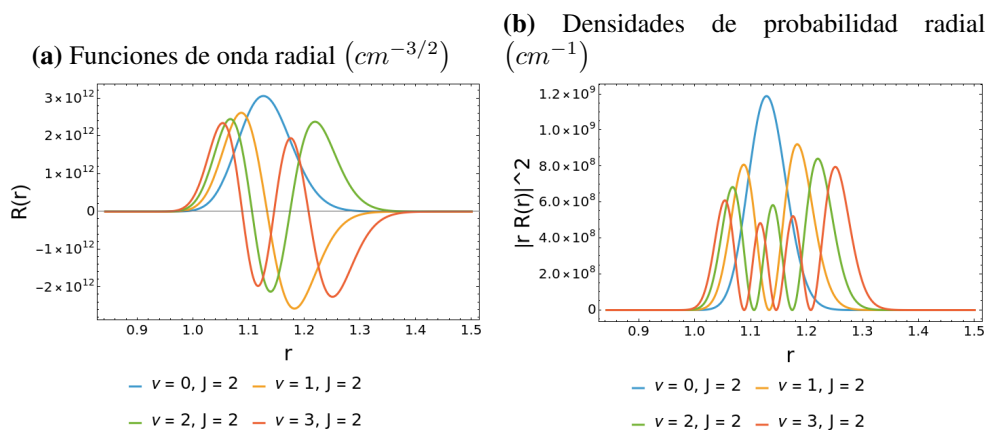 (a) Funciones de onda radial (cm^{-3/2})
3×10^{12}
2×10^{12}
1×10^{12}
0
-1×10^{12}
-2×10^{12}
R(r)
0.9 1.0 1.1 1.2 1.3 1.4 1.5
r
v = 0, J = 2 v = 1, J = 2
v = 2, J = 2 v = 3, J = 2
(b) Densidades de probabilidad radial
(cm^{-1})
1.2×10^9
1.0×10^9
8.0×10^8
6.0×10^8
4.0×10^8
2.0×10^8
0
|r R(r)|^2
0.9 1.0 1.1 1.2 1.3 1.4 1.5
r
v = 0, J = 2 v = 1, J = 2
v = 2, J = 2 v = 3, J = 2